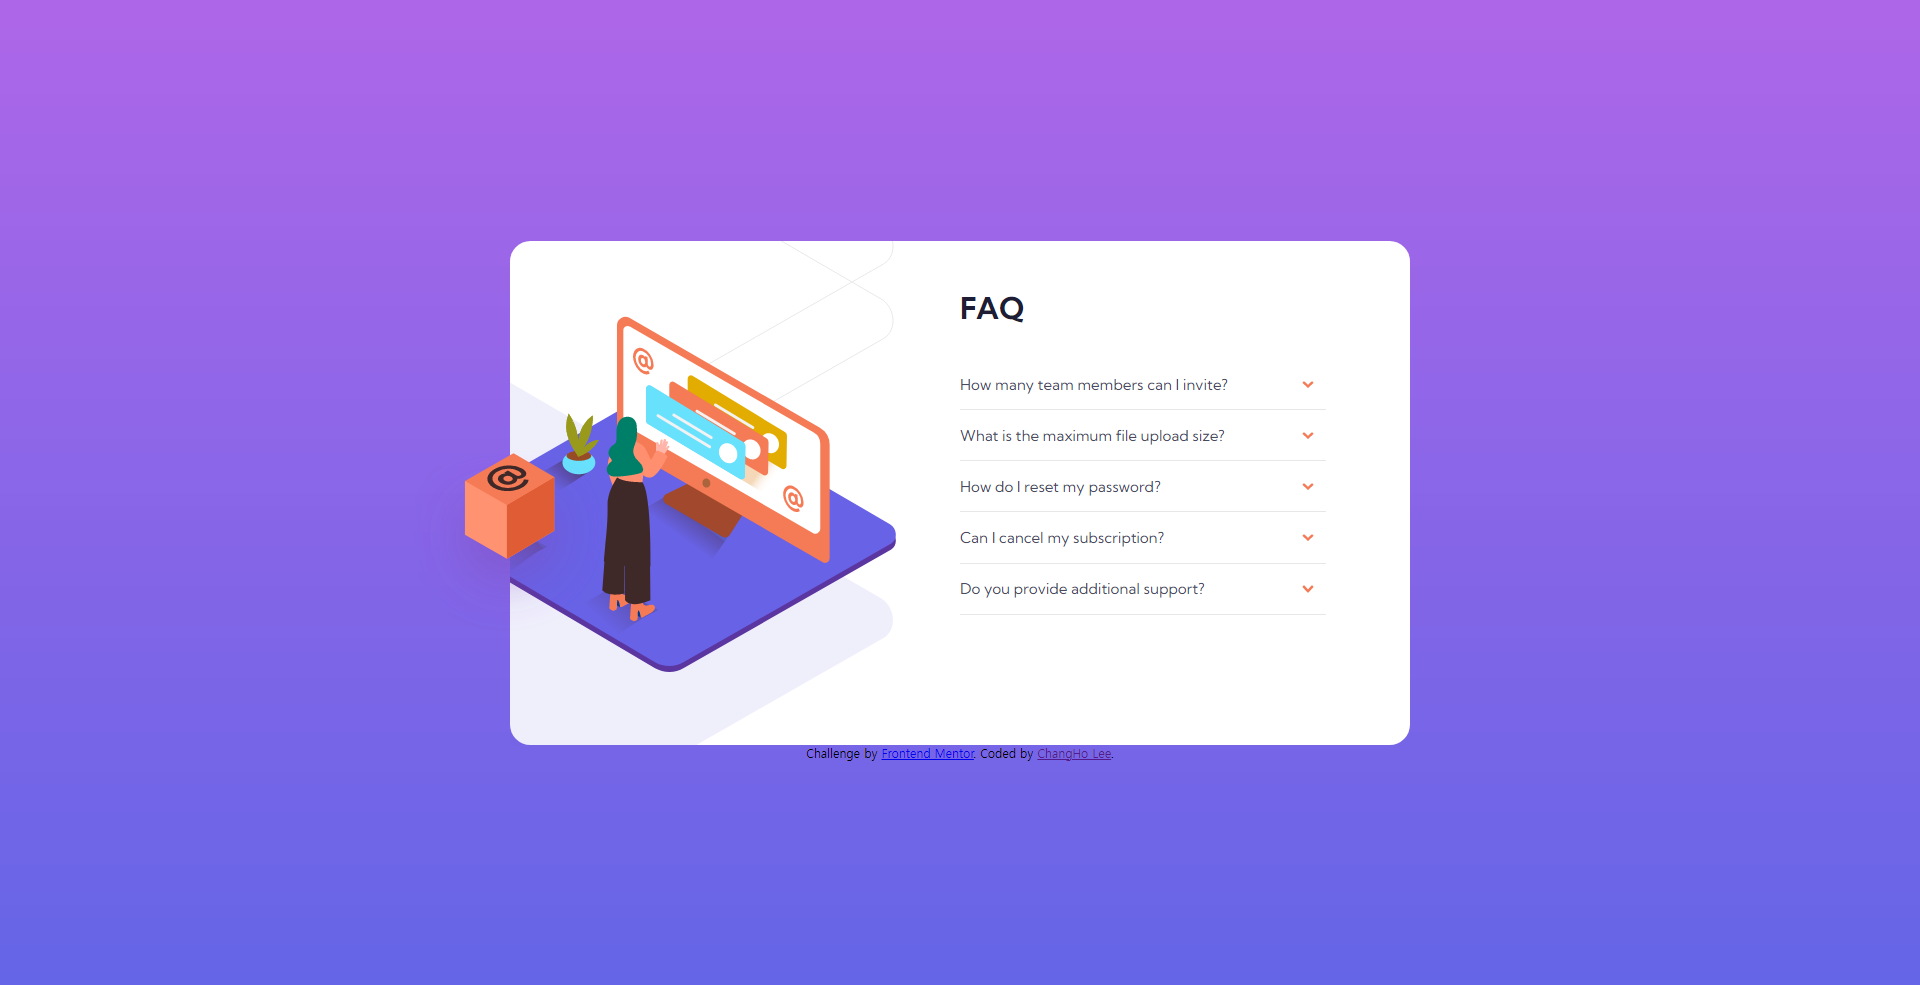 FAQ
How many team members can I invite?
What is the maximum file upload size?
How do I reset my password?
Can I cancel my subscription?
Do you provide additional support?
@
@
@
Challenge by Frontend Mentor. Coded by ChangHo Lee.